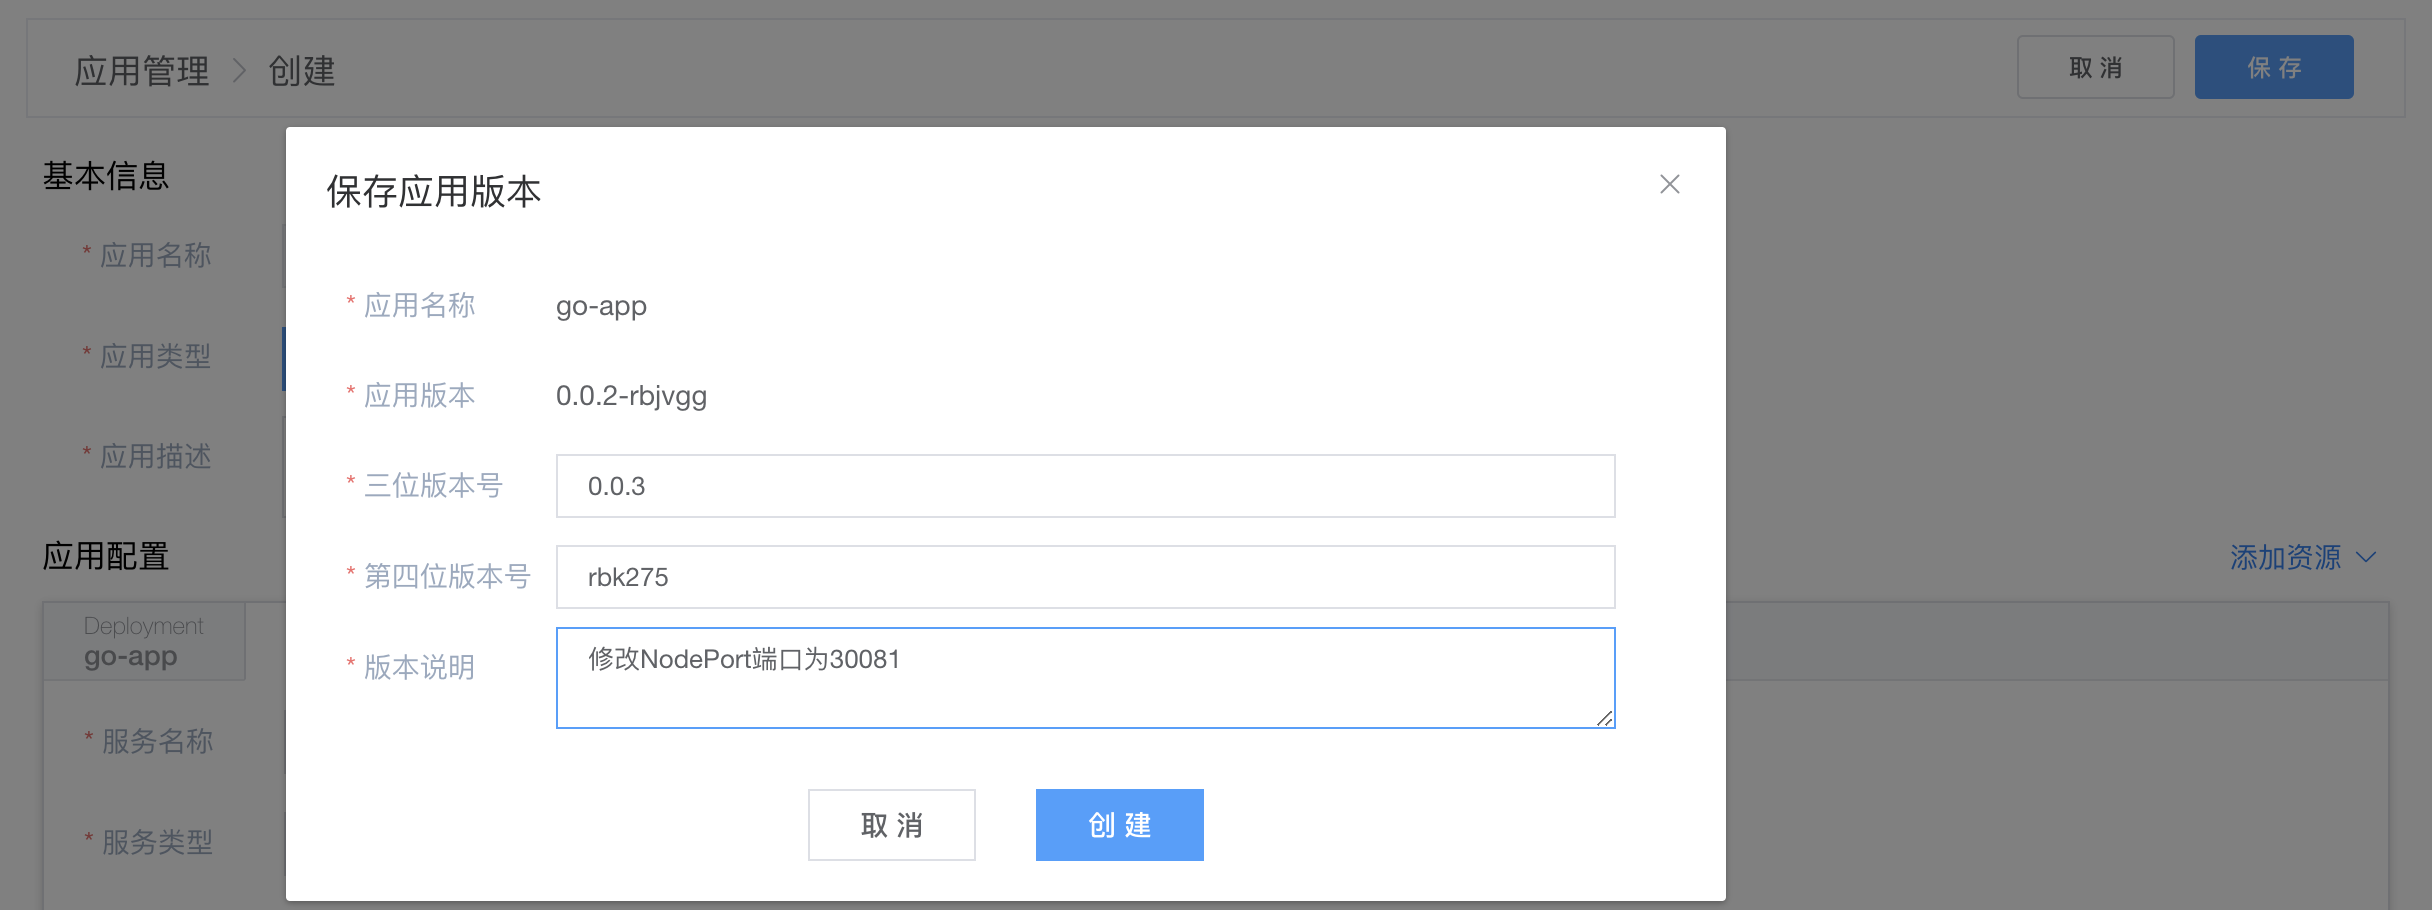 应用管理 > 创建
取 消
保 存
基本信息
* 应用名称
* 应用类型
* 应用描述
应用配置
添加资源
Deployment
go-app
* 服务名称
* 服务类型
保存应用版本
* 应用名称 go-app
* 应用版本 0.0.2-rbjvgg
* 三位版本号 0.0.3
* 第四位版本号 rbk275
* 版本说明 修改NodePort端口为30081
取 消
创 建